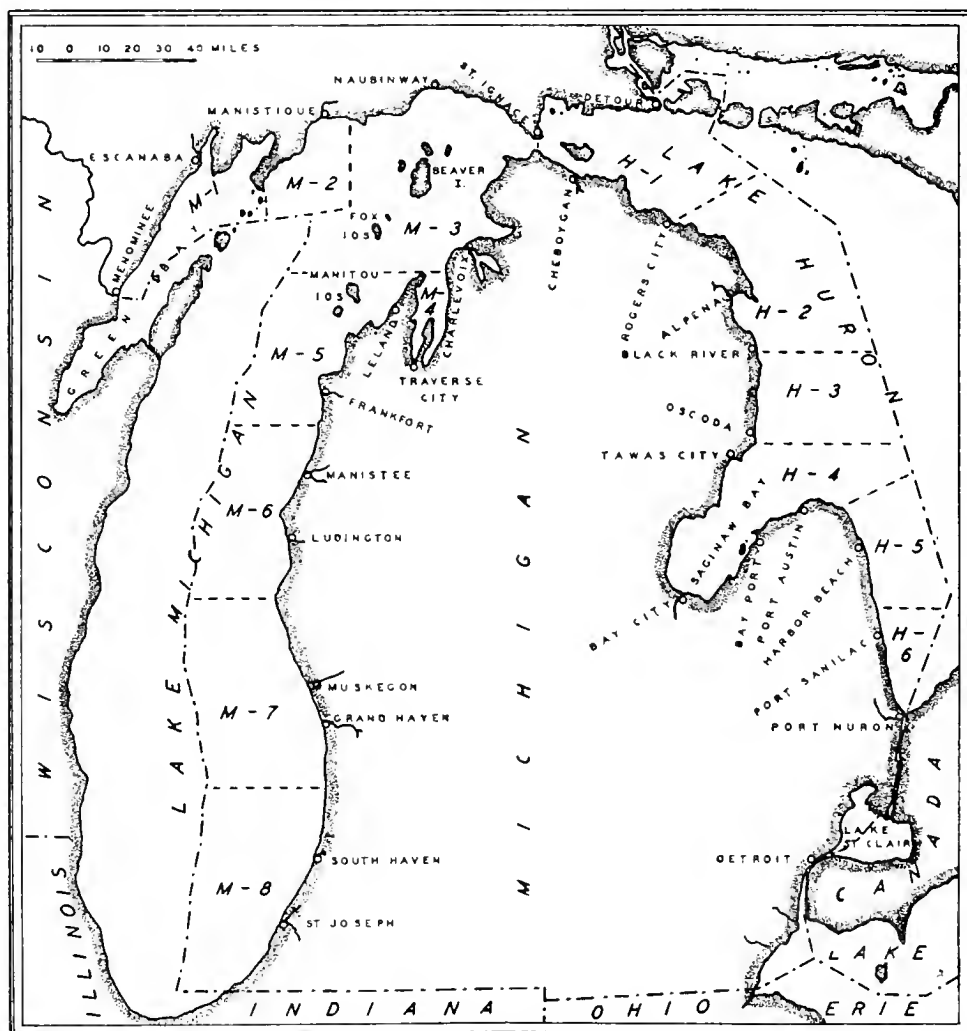 10 0 10 20 30 40 MILES
NAUBINWAY
ST. IGNACE
DETOUR
MANISTIQUE
ESCANABA
BEAVER I.
M-1
M-2
H-1
LAKE HURON
MENOMINEE
GREEN BAY
FOX IOS
M-3
CHEBOYGAN
ROGERS CITY
MANITOU IOS
M-4
CHARLEVOIX
LELAND
ALPENA
H-2
M-5
BLACK RIVER
TRAVERSE CITY
FRANKFORT
OSCODA
H-3
TAWAS CITY
MANISTEE
H-4
M-6
SAGINAW BAY
LUDINGTON
BAY CITY
BAY PORT
PORT AUSTIN
HARBOR BEACH
H-5
PORT SANILAC
H-6
WISCONSIN
LAKE MICHIGAN
MICHIGAN
MUSKEGON
M-7
GRAND HAVEN
PORT HURON
LAKE ST CLAIR
DETROIT
CANADA
SOUTH HAVEN
M-8
ST JOSEPH
ILLINOIS
INDIANA
OHIO
LAKE ERIE